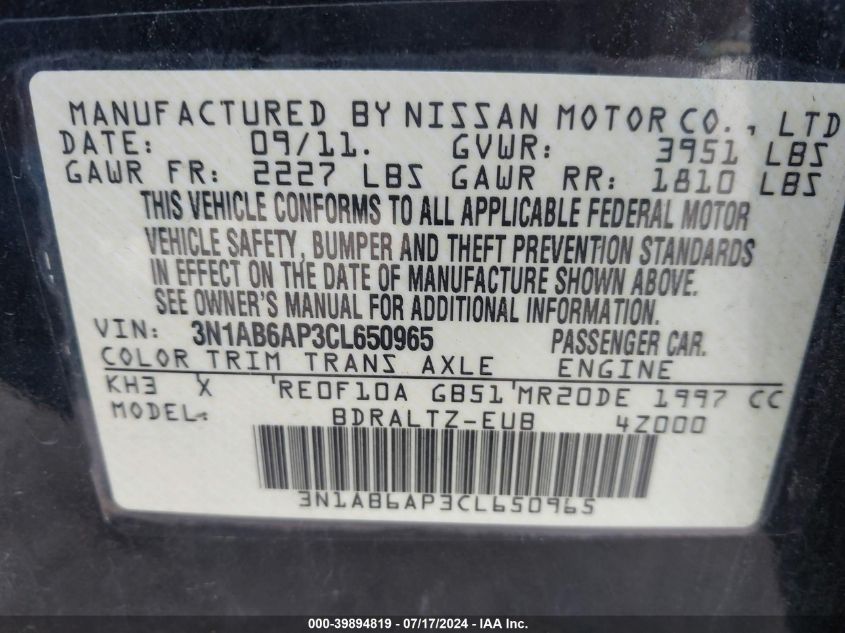 MANUFACTURED BY NISSAN MOTOR CO., LTD
DATE: 09/11. GVWR: 3951 LBS
GAWR FR: 2227 LBS GAWR RR: 1810 LBS
THIS VEHICLE CONFORMS TO ALL APPLICABLE FEDERAL MOTOR
VEHICLE SAFETY, BUMPER AND THEFT PREVENTION STANDARDS
IN EFFECT ON THE DATE OF MANUFACTURE SHOWN ABOVE.
SEE OWNER'S MANUAL FOR ADDITIONAL INFORMATION.
VIN: 3N1AB6AP3CL650965 PASSENGER CAR.
COLOR TRIM TRANS AXLE ENGINE
KH3 X RE0F10A GB51 MR20DE 1997 CC
MODEL: BDRALTZ-EUB 4Z000
3N1AB6AP3CL650965
000-39894819 - 07/17/2024 - IAA Inc.